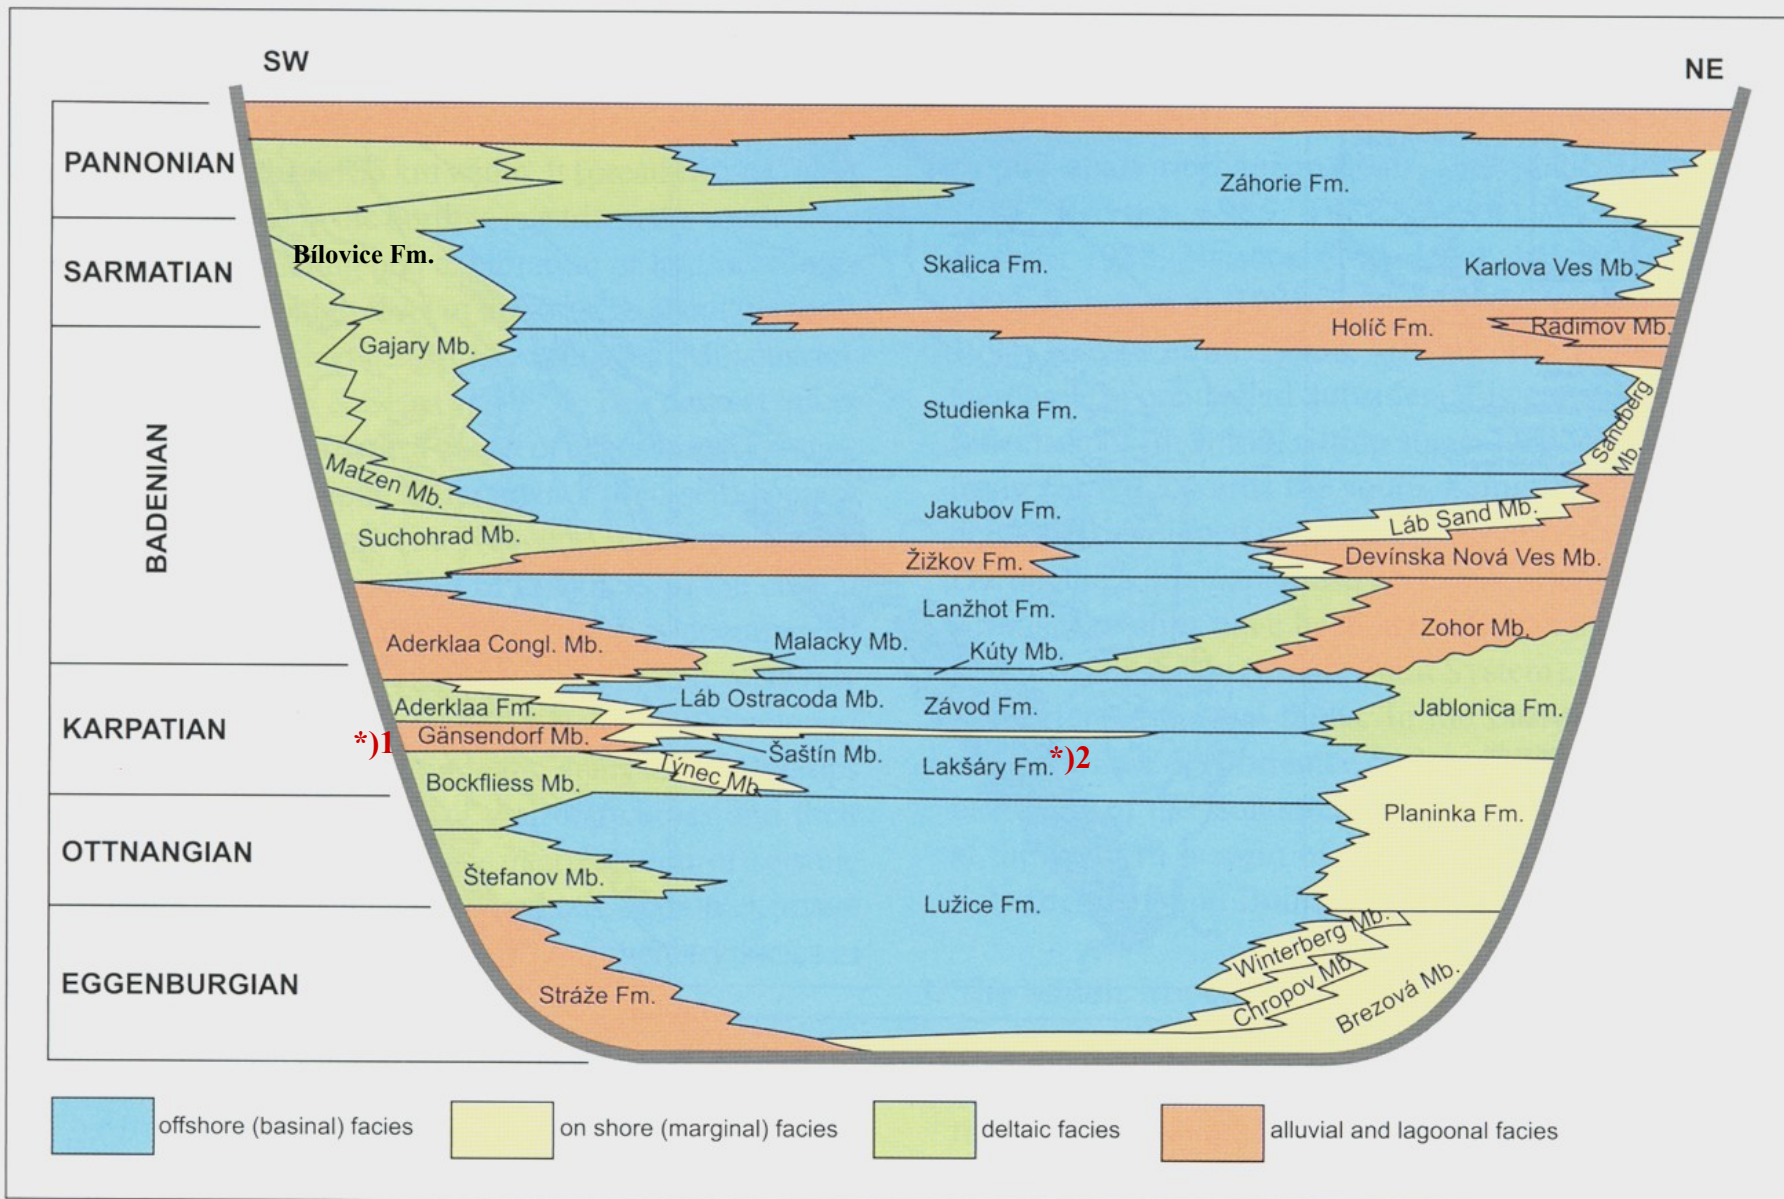 SW
NE
PANNONIAN
Záhorie Fm.
Bílovice Fm.
SARMATIAN
Skalica Fm.
Karlova Ves Mb.
Holíč Fm.
Radimov Mb.
Gajary Mb.
BADENIAN
Studienka Fm.
Sandberg
Mb.
Matzen Mb.
Jakubov Fm.
Láb Sand Mb.
Suchohrad Mb.
Žižkov Fm.
Devínska Nová Ves Mb.
Lanžhot Fm.
Zohor Mb.
Aderklaa Congl. Mb.
Malacky Mb.
Kúty Mb.
KARPATIAN
Aderklaa Fm.
Láb Ostracoda Mb.
Závod Fm.
Jablonica Fm.
*)1
Gänsendorf Mb.
Šaštín Mb.
Týnec Mb.
Lakšáry Fm.
*)2
Bockfliess Mb.
Planinka Fm.
OTTNANGIAN
Štefanov Mb.
Lužice Fm.
Winterberg Mb.
EGGENBURGIAN
Stráže Fm.
Chropov Mb.
Brezová Mb.
offshore (basinal) facies
on shore (marginal) facies
deltaic facies
alluvial and lagoonal facies